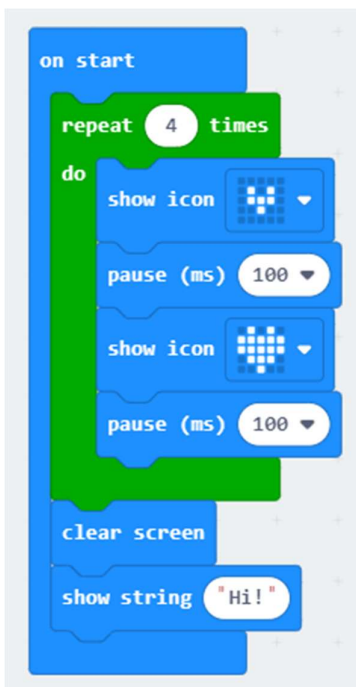 on start
repeat 4 times
do
show icon
pause (ms) 100
show icon
pause (ms) 100
clear screen
show string "Hi!"